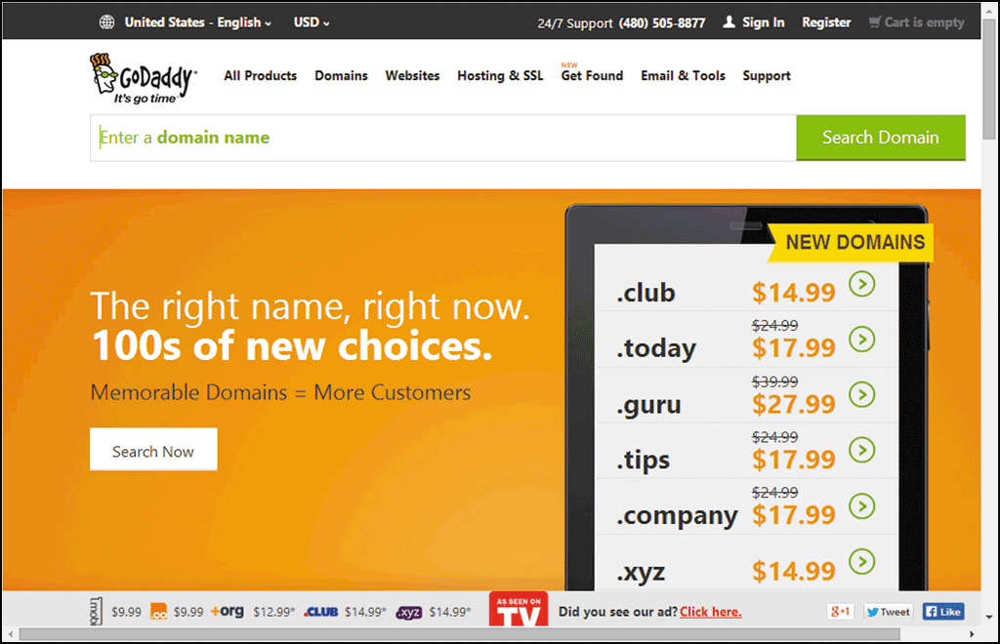 United States - English
USD
24/7 Support (480) 505-8877
Sign In
Register
Cart is empty
GoDaddy
It's go time
All Products
Domains
Websites
Hosting & SSL
NEW
Get Found
Email & Tools
Support
Enter a domain name
Search Domain
The right name, right now.
100s of new choices.
Memorable Domains = More Customers
Search Now
NEW DOMAINS
.club $14.99
$24.99
.today $17.99
$39.99
.guru $27.99
$24.99
.tips $17.99
$24.99
.company $17.99
.xyz $14.99
.mobi $9.99 .co $9.99 +org $12.99* .CLUB $14.99* .xyz $14.99*
AS SEEN ON
TV
Did you see our ad? Click here.
g+1
Tweet
Like